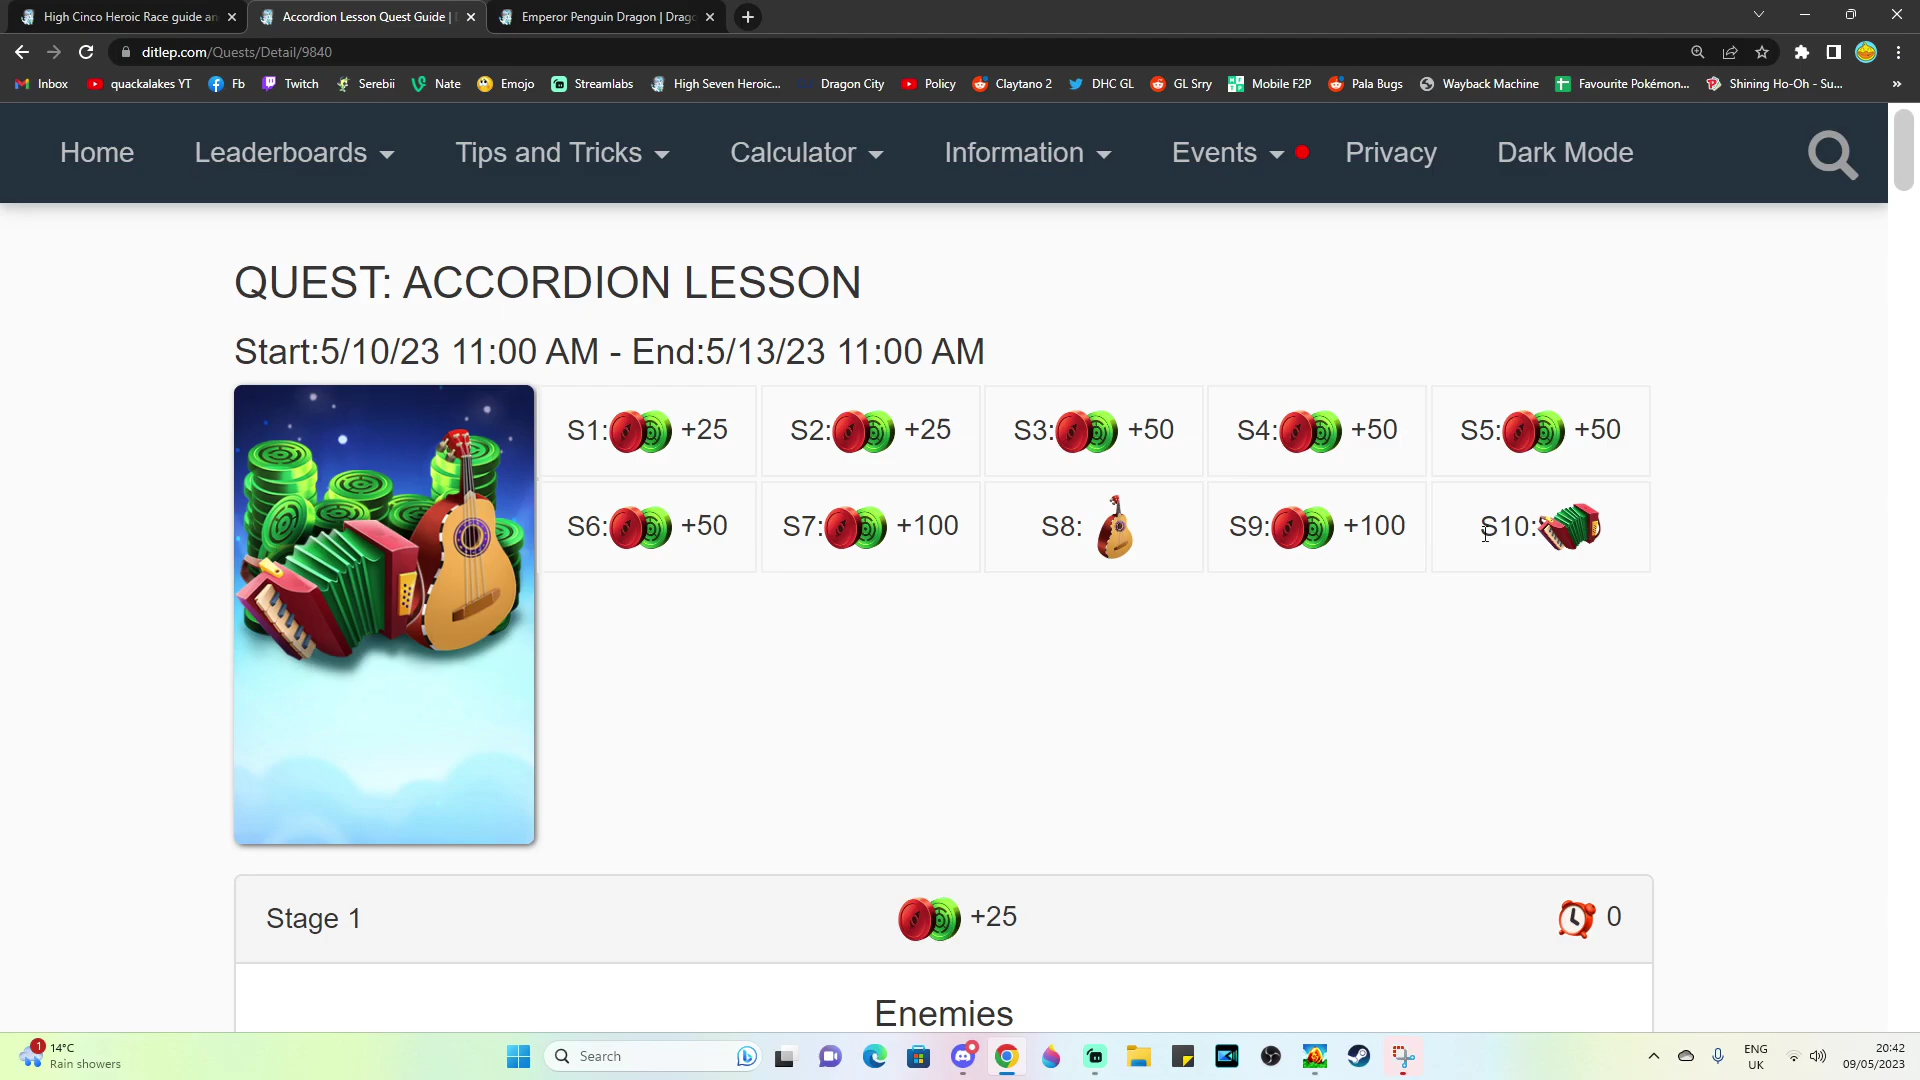 High Cinco Heroic Race guide an
Accordion Lesson Quest Guide |
Emperor Penguin Dragon | Drag
ditlep.com/Quests/Detail/9840
Inbox
quackalakes YT
Fb
Twitch
Serebii
Nate
Emojo
Streamlabs
High Seven Heroic...
Dragon City
Policy
Claytano 2
DHC GL
GL Srry
Mobile F2P
Pala Bugs
Wayback Machine
Favourite Pokémon...
Shining Ho-Oh - Su...
»
Home
Leaderboards
Tips and Tricks
Calculator
Information
Events
Privacy
Dark Mode
QUEST: ACCORDION LESSON
Start:5/10/23 11:00 AM - End:5/13/23 11:00 AM
S1: +25
S2: +25
S3: +50
S4: +50
S5: +50
S6: +50
S7: +100
S8:
S9: +100
S10:
Stage 1
+25
0
Enemies
1
14°C
Rain showers
Search
ENG
UK
20:42
09/05/2023